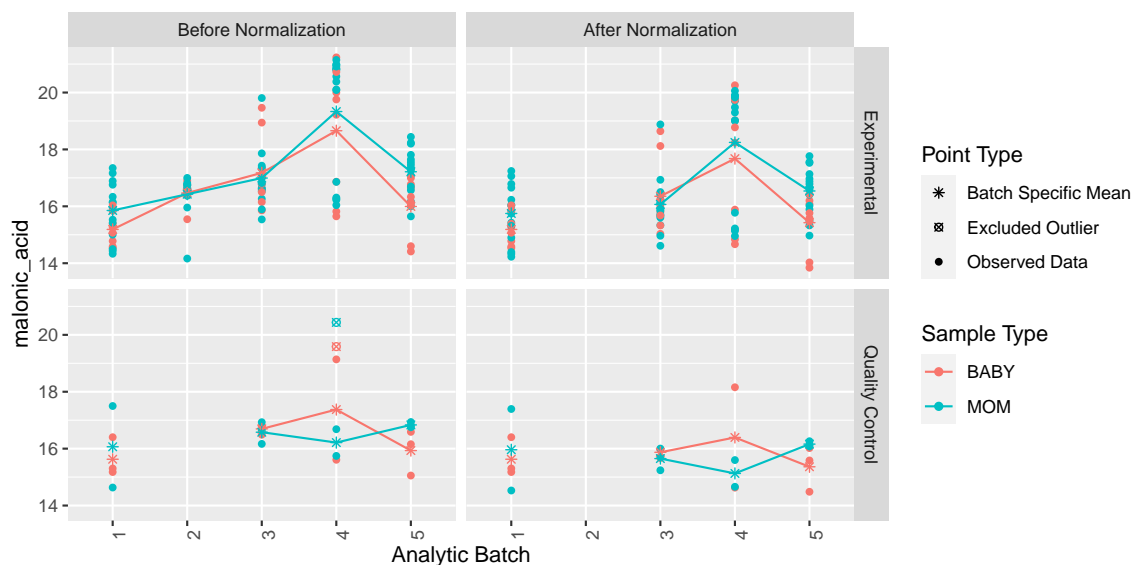 Before Normalization
After Normalization
20
18
16
14
Experimental
20
18
16
14
Quality Control
malonic_acid
1
2
3
4
5
1
2
3
4
5
Analytic Batch
Point Type
Batch Specific Mean
Excluded Outlier
Observed Data
Sample Type
BABY
MOM